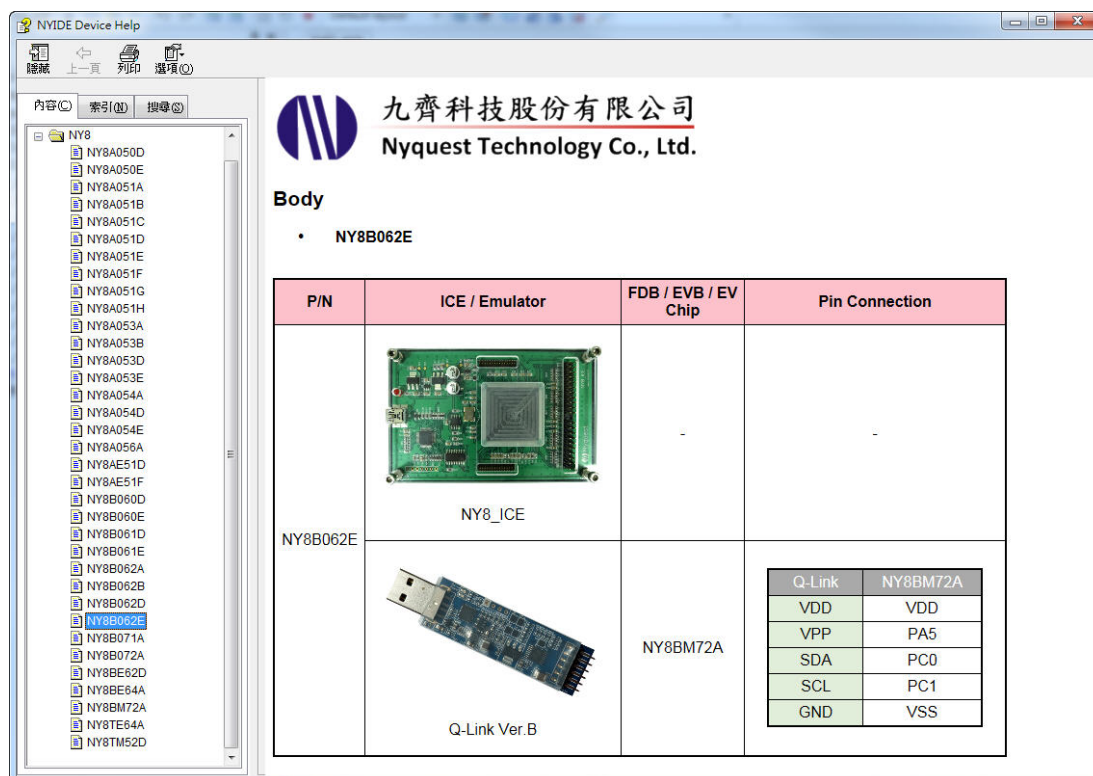 NYIDE Device Help
隱藏 上一頁 列印 選項(O)
內容(C) 索引(N) 搜尋(S)
NY8
NY8A050D
NY8A050E
NY8A051A
NY8A051B
NY8A051C
NY8A051D
NY8A051E
NY8A051F
NY8A051G
NY8A051H
NY8A053A
NY8A053B
NY8A053D
NY8A053E
NY8A054A
NY8A054D
NY8A054E
NY8A056A
NY8AE51D
NY8AE51F
NY8B060D
NY8B060E
NY8B061D
NY8B061E
NY8B062A
NY8B062B
NY8B062D
NY8B062E
NY8B071A
NY8B072A
NY8BE62D
NY8BE64A
NY8BM72A
NY8TE64A
NY8TM52D
九齊科技股份有限公司
Nyquest Technology Co., Ltd.
Body
• NY8B062E
P/N ICE / Emulator FDB / EVB / EV Chip Pin Connection
NY8B062E
NY8_ICE - -
Q-Link Ver.B NY8BM72A
Q-Link NY8BM72A
VDD VDD
VPP PA5
SDA PC0
SCL PC1
GND VSS